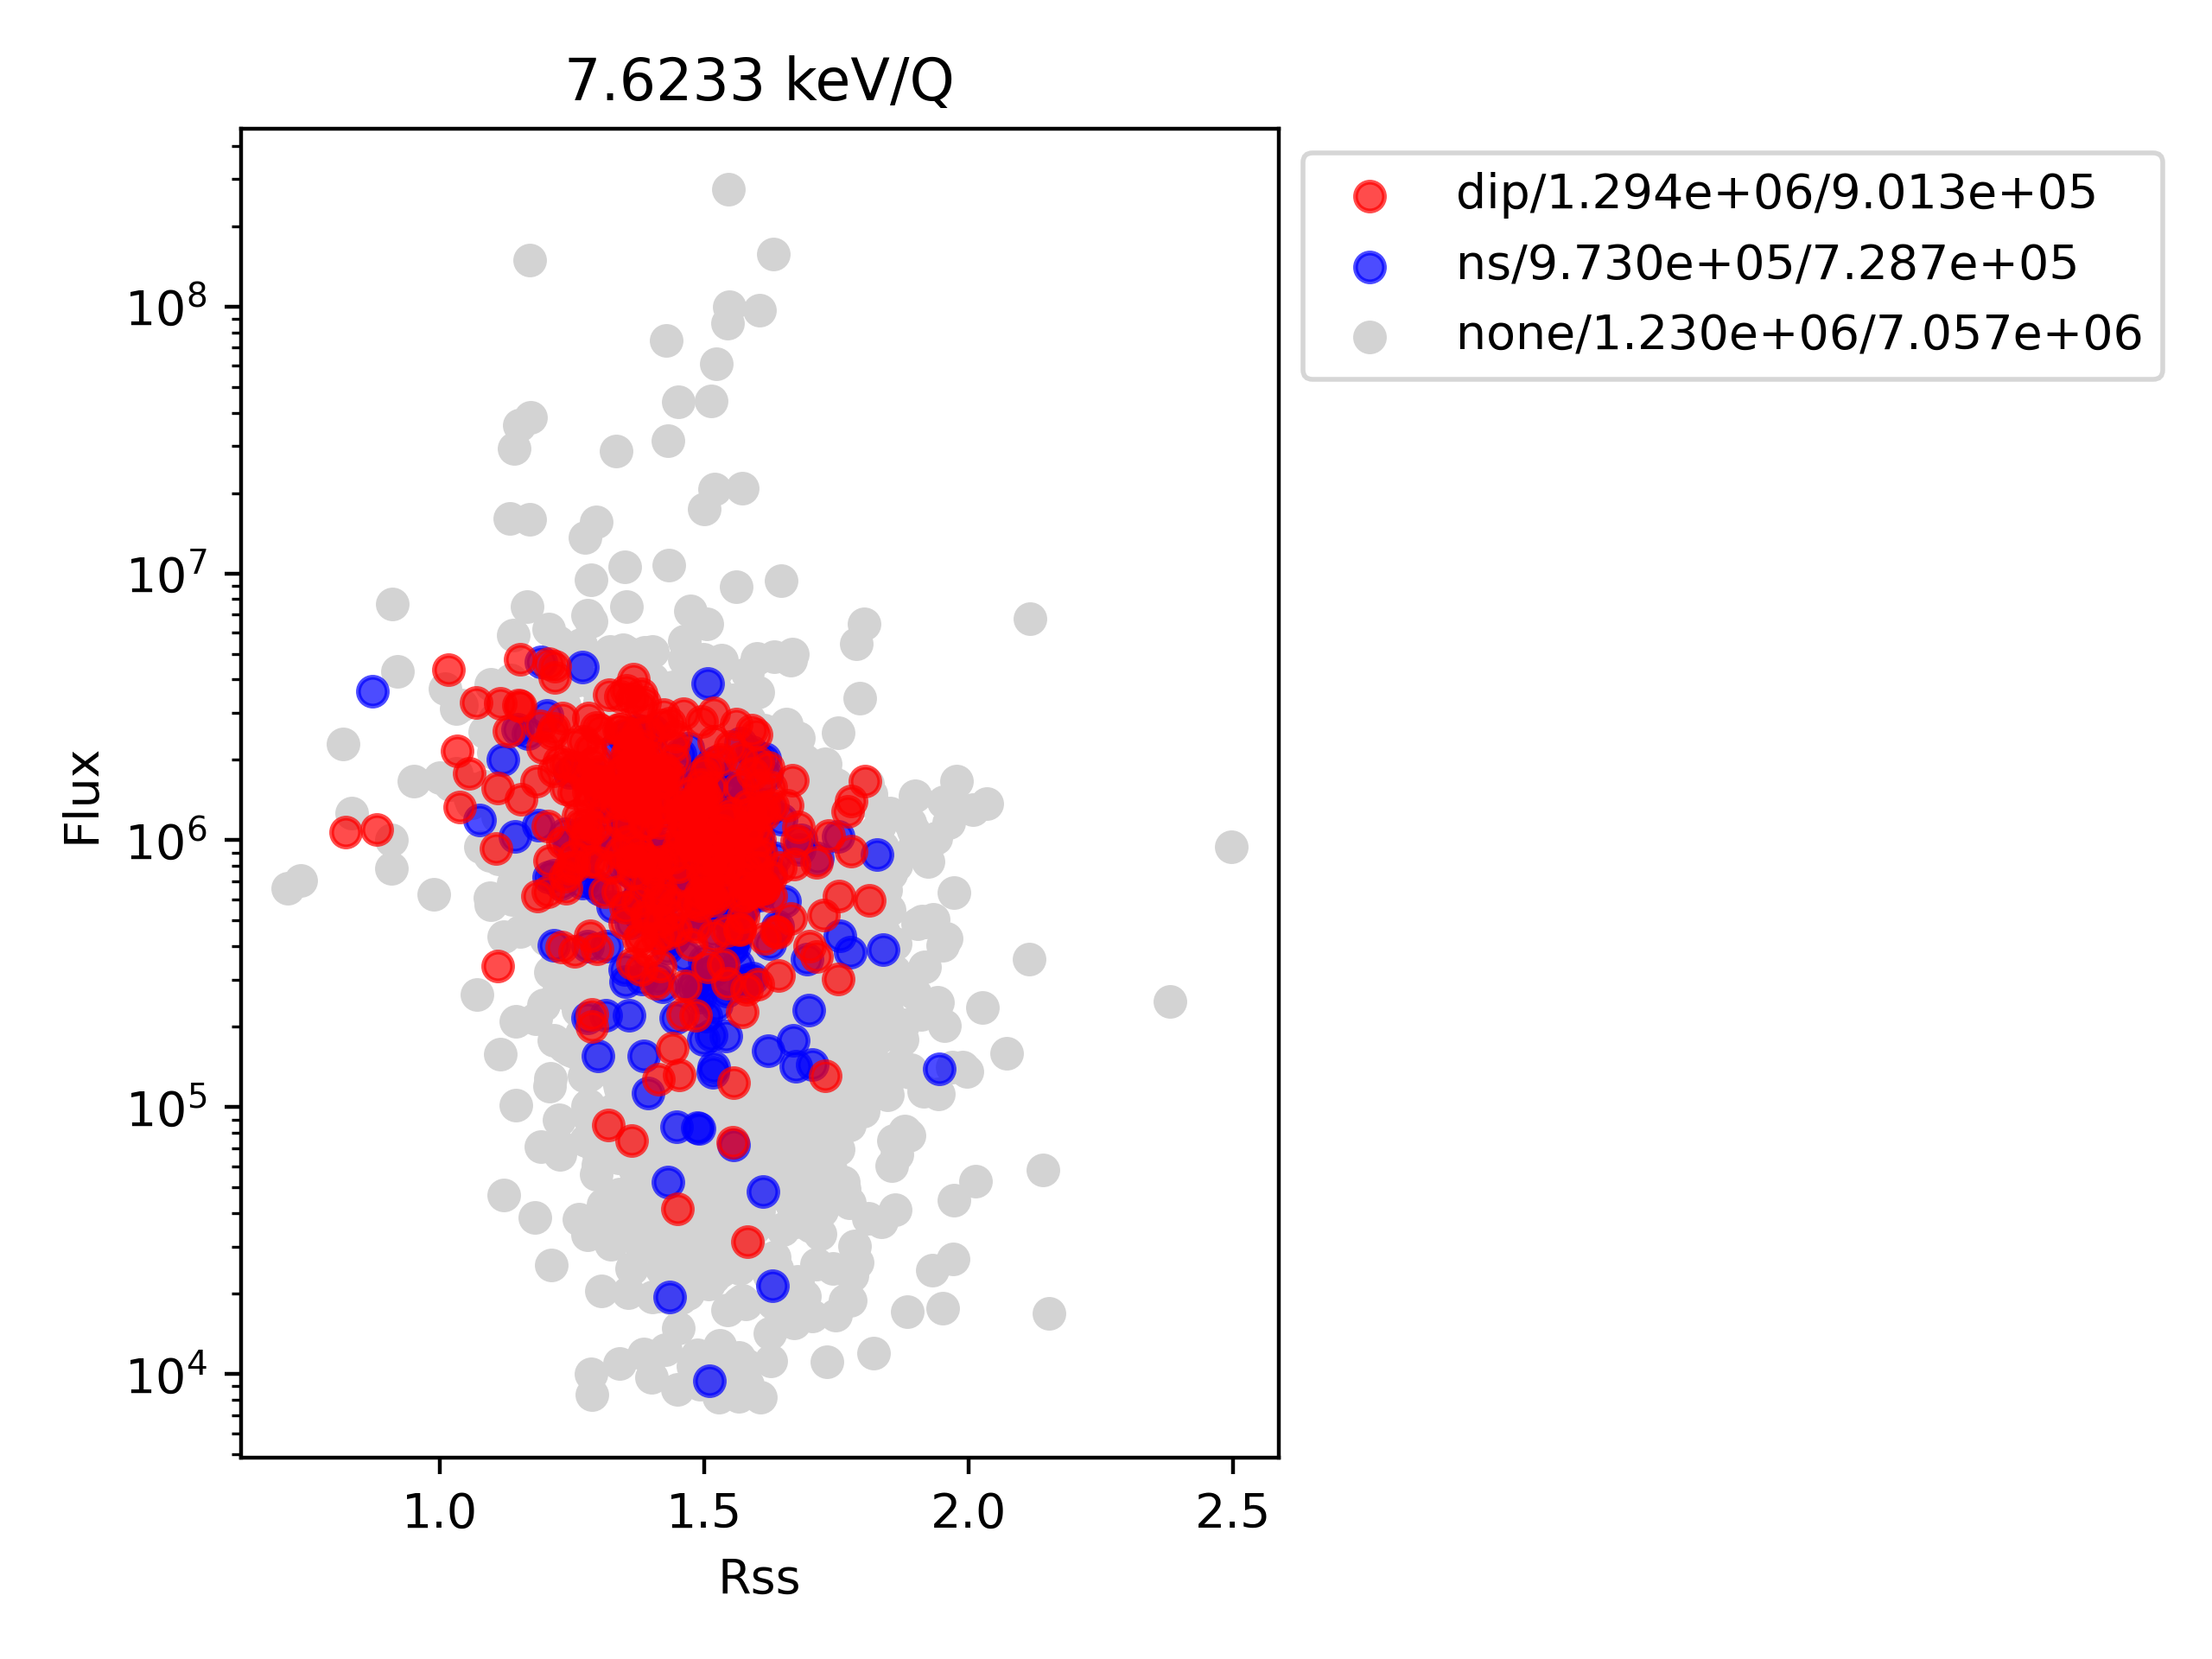 7.6233 keV/Q
dip/1.294e+06/9.013e+05
ns/9.730e+05/7.287e+05
none/1.230e+06/7.057e+06
10^8
10^7
10^6
10^5
10^4
Flux
1.0 1.5 2.0 2.5
Rss